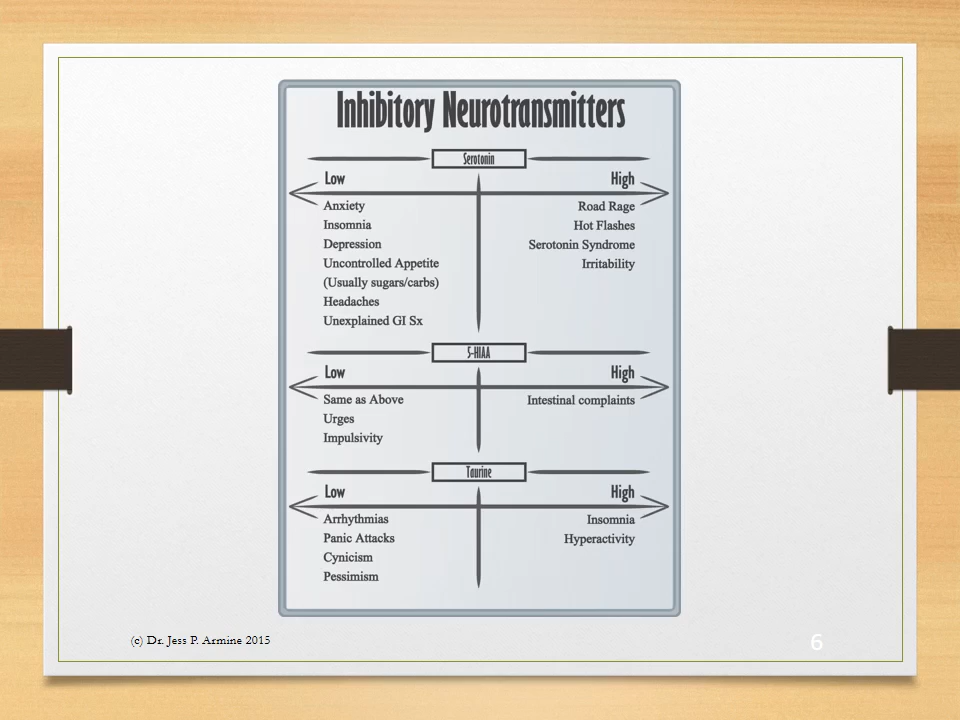 Inhibitory Neurotransmitters
Serotonin
Low
High
Anxiety
Insomnia
Depression
Uncontrolled Appetite
(Usually sugars/carbs)
Headaches
Unexplained GI Sx
Road Rage
Hot Flashes
Serotonin Syndrome
Irritability
5-HIAA
Low
High
Same as Above
Urges
Impulsivity
Intestinal complaints
Taurine
Low
High
Arrhythmias
Panic Attacks
Cynicism
Pessimism
Insomnia
Hyperactivity
(c) Dr. Jess P. Armine 2015
6